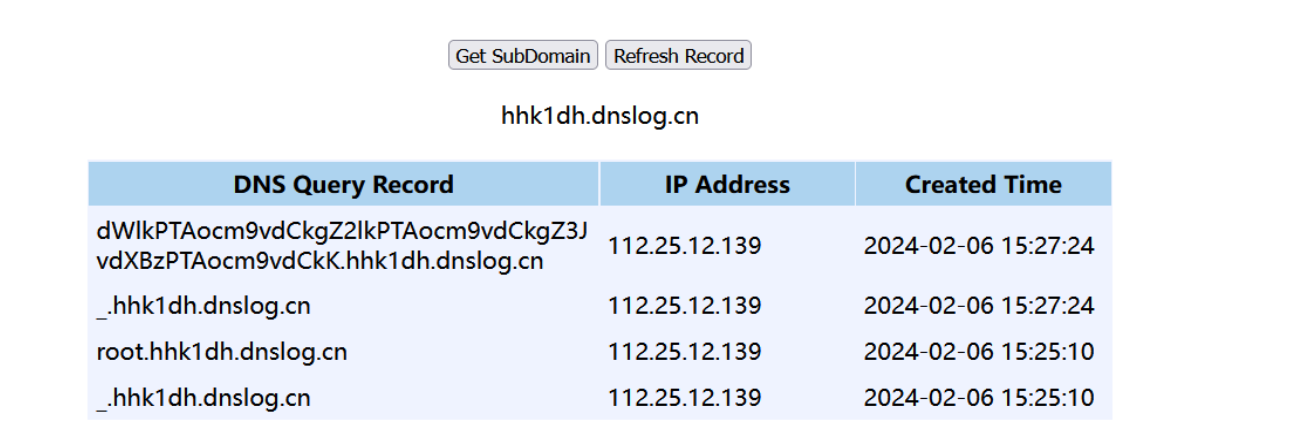 Get SubDomain Refresh Record
hhk1dh.dnslog.cn
DNS Query Record IP Address Created Time
dWlkPTAocm9vdCkgZ2lkPTAocm9vdCkgZ3J
vdXBzPTAocm9vdCkK.hhk1dh.dnslog.cn 112.25.12.139 2024-02-06 15:27:24
_.hhk1dh.dnslog.cn 112.25.12.139 2024-02-06 15:27:24
root.hhk1dh.dnslog.cn 112.25.12.139 2024-02-06 15:25:10
_.hhk1dh.dnslog.cn 112.25.12.139 2024-02-06 15:25:10